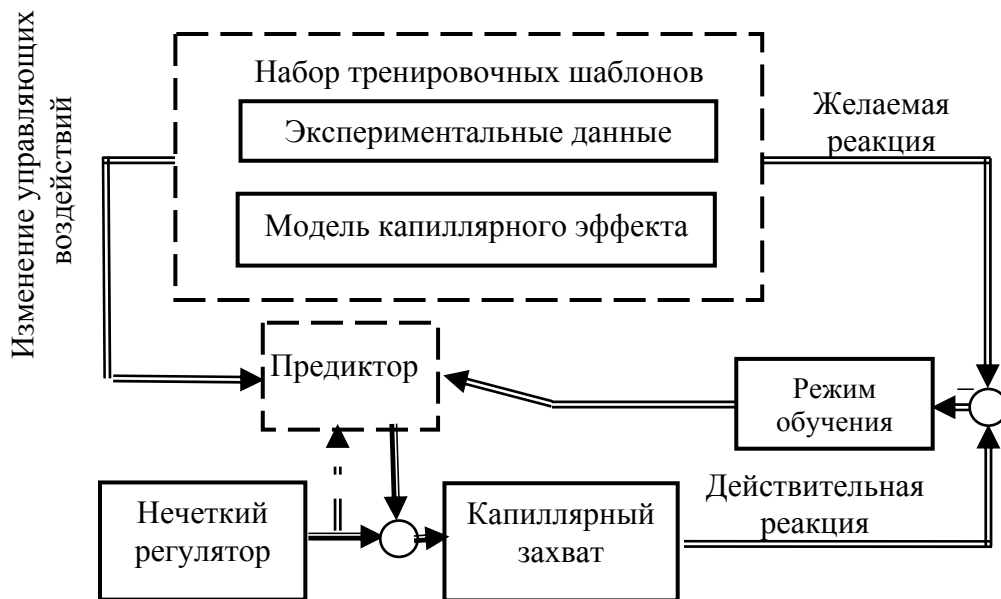 Изменение управляющих
воздействий
Набор тренировочных шаблонов
Экспериментальные данные
Модель капиллярного эффекта
Желаемая
реакция
Предиктор
Режим
обучения
–
Нечеткий
регулятор
Капиллярный
захват
Действительная
реакция